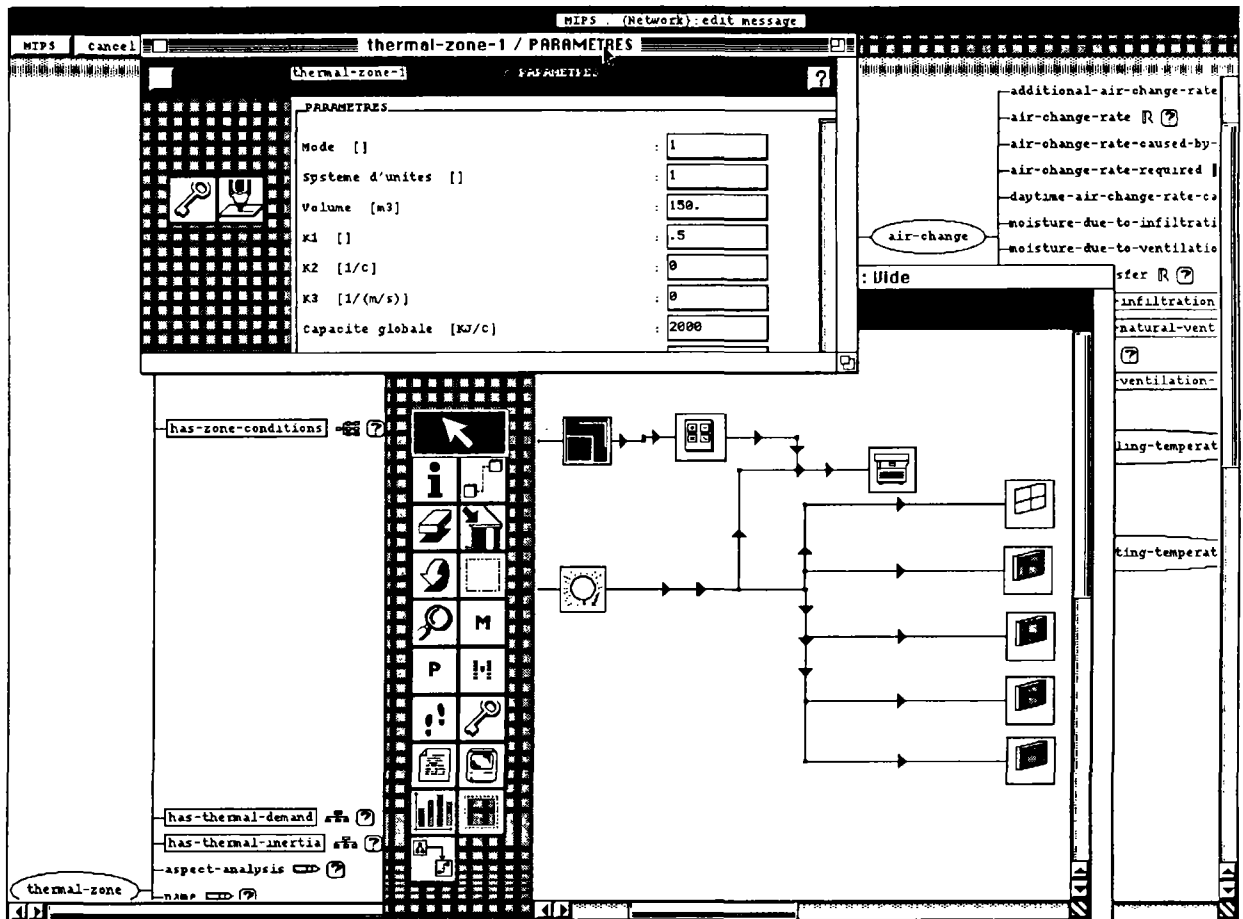 MIPS . (Network):edit message
MIPS
Cancel
thermal-zone-1 / PARAMETRES
thermal-zone-1
/ PARAMETRES
?
PARAMETRES
Mode [] : 1
Systeme d'unites [] : 1
Volume [m3] : 150.
K1 [] : .5
K2 [1/C] : 0
K3 [1/(m/s)] : 0
Capacite globale [KJ/C] : 2000
additional-air-change-rate
air-change-rate R ?
air-change-rate-caused-by-
air-change-rate-required
daytime-air-change-rate-ca
moisture-due-to-infiltrati
air-change
moisture-due-to-ventilatio
: Vide
sfer R ?
infiltration
natural-vent
?
ventilation-
has-zone-conditions ?
ling-temperat
i
ting-temperat
M
P
has-thermal-demand ?
has-thermal-inertia ?
aspect-analysis ?
thermal-zone
name ?